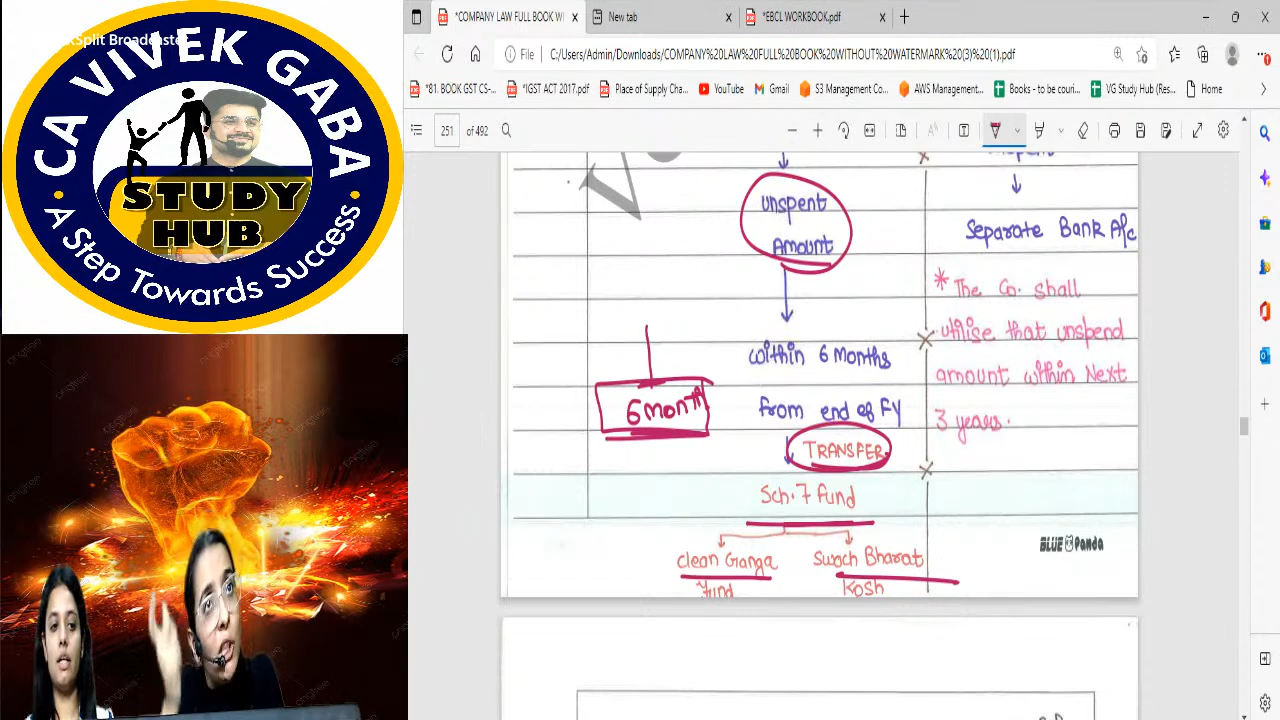 Split Broadcaster
CA VIVEK GABA
STUDY
HUB
• A Step Towards Success •
*COMPANY LAW FULL BOOK (WI
New tab
*EBCL WORKBOOK.pdf
File
C:/Users/Admin/Downloads/COMPANY%20LAW%20FULL%20BOOK%20WITHOUT%20WATERMARK%20(3)%20(1).pdf
*81. BOOK GST CS-...
*IGST ACT 2017.pdf
Place of Supply Cha...
YouTube
Gmail
S3 Management Co...
AWS Management...
Books - to be couri...
VG Study Hub (Res...
Home
251 of 492
unspent
Amount
within 6 Months
from end of FY
TRANSFER
Sch. 7 fund
clean Ganga
fund
Swach Bharat
Kosh
6 month
Separate Bank A/c
* The Co. shall
utilise that unspend
amount within Next
3 years.
BLUE Panda